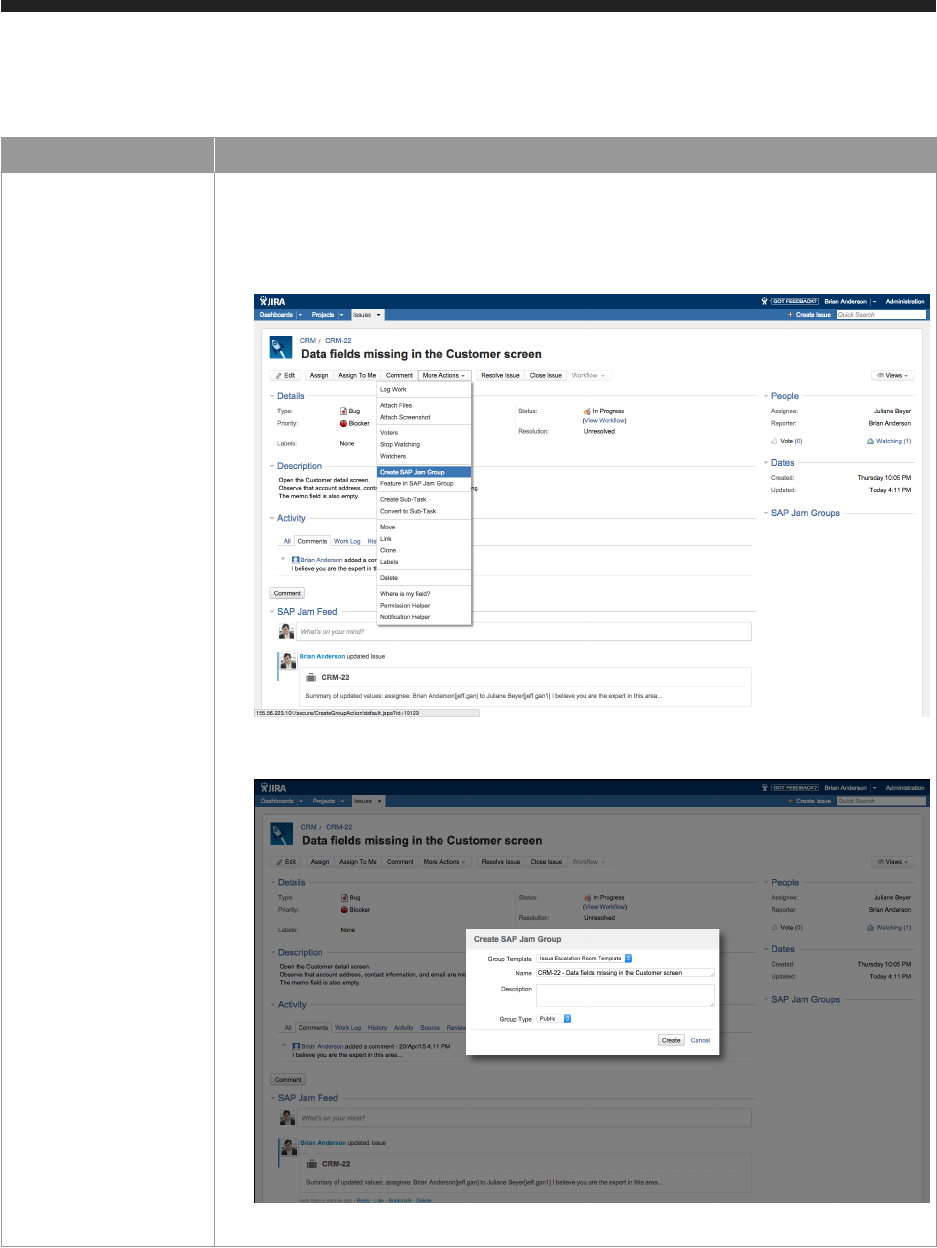 JIRA
GOT FEEDBACK? Brian Anderson Administration
Dashboards Projects Issues
+ Create Issue Quick Search
CRM / CRM-22
Data fields missing in the Customer screen
Edit Assign Assign To Me Comment More Actions Resolve Issue Close Issue Workflow Views
Log Work
Attach Files
Attach Screenshot
Voters
Stop Watching
Watchers
Create SAP Jam Group
Feature in SAP Jam Group
Create Sub-Task
Convert to Sub-Task
Move
Link
Clone
Labels
Delete
Where is my field?
Permission Helper
Notification Helper
Details
Type: Bug
Priority: Blocker
Labels: None
Status: In Progress
(View Workflow)
Resolution: Unresolved
Description
Open the Customer detail screen.
Observe that account address, contac
ng.
The memo field is also empty.
Activity
All Comments Work Log His
Brian Anderson added a co
I believe you are the expert in th
Comment
SAP Jam Feed
What's on your mind?
Brian Anderson updated issue
CRM-22
Summary of updated values: assignee: Brian Anderson[jeff.gan] to Juliane Beyer[jeff.gan1] I believe you are the expert in this area...
155.56.223.101/secure/CreateGroupAction!default.jspa?id=10123
People
Assignee: Juliane Beyer
Reporter: Brian Anderson
Vote (0) Watching (1)
Dates
Created: Thursday 10:05 PM
Updated: Today 4:11 PM
SAP Jam Groups
JIRA
GOT FEEDBACK? Brian Anderson Administration
Dashboards Projects Issues
+ Create Issue Quick Search
CRM / CRM-22
Data fields missing in the Customer screen
Edit Assign Assign To Me Comment More Actions Resolve Issue Close Issue Workflow Views
Details
Type: Bug
Priority: Blocker
Labels: None
Status: In Progress
(View Workflow)
Resolution: Unresolved
Description
Open the Customer detail screen.
Observe that account address, contact information, and email are mis
The memo field is also empty.
Activity
All Comments Work Log History Activity Source Review
Brian Anderson added a comment - 20/Apr/15 4:11 PM
I believe you are the expert in this area...
Comment
Create SAP Jam Group
Group Template Issue Escalation Room Template
Name CRM-22 - Data fields missing in the Customer screen
Description
Group Type Public
Create Cancel
People
Assignee: Juliane Beyer
Reporter: Brian Anderson
Vote (0) Watching (1)
Dates
Created: Thursday 10:05 PM
Updated: Today 4:11 PM
SAP Jam Groups
SAP Jam Feed
What's on your mind?
Brian Anderson updated issue
CRM-22
Summary of updated values: assignee: Brian Anderson[jeff.gan] to Juliane Beyer[jeff.gan1] I believe you are the expert in this area...
less than a minute ago · Reply · Like · Bookmark · Delete